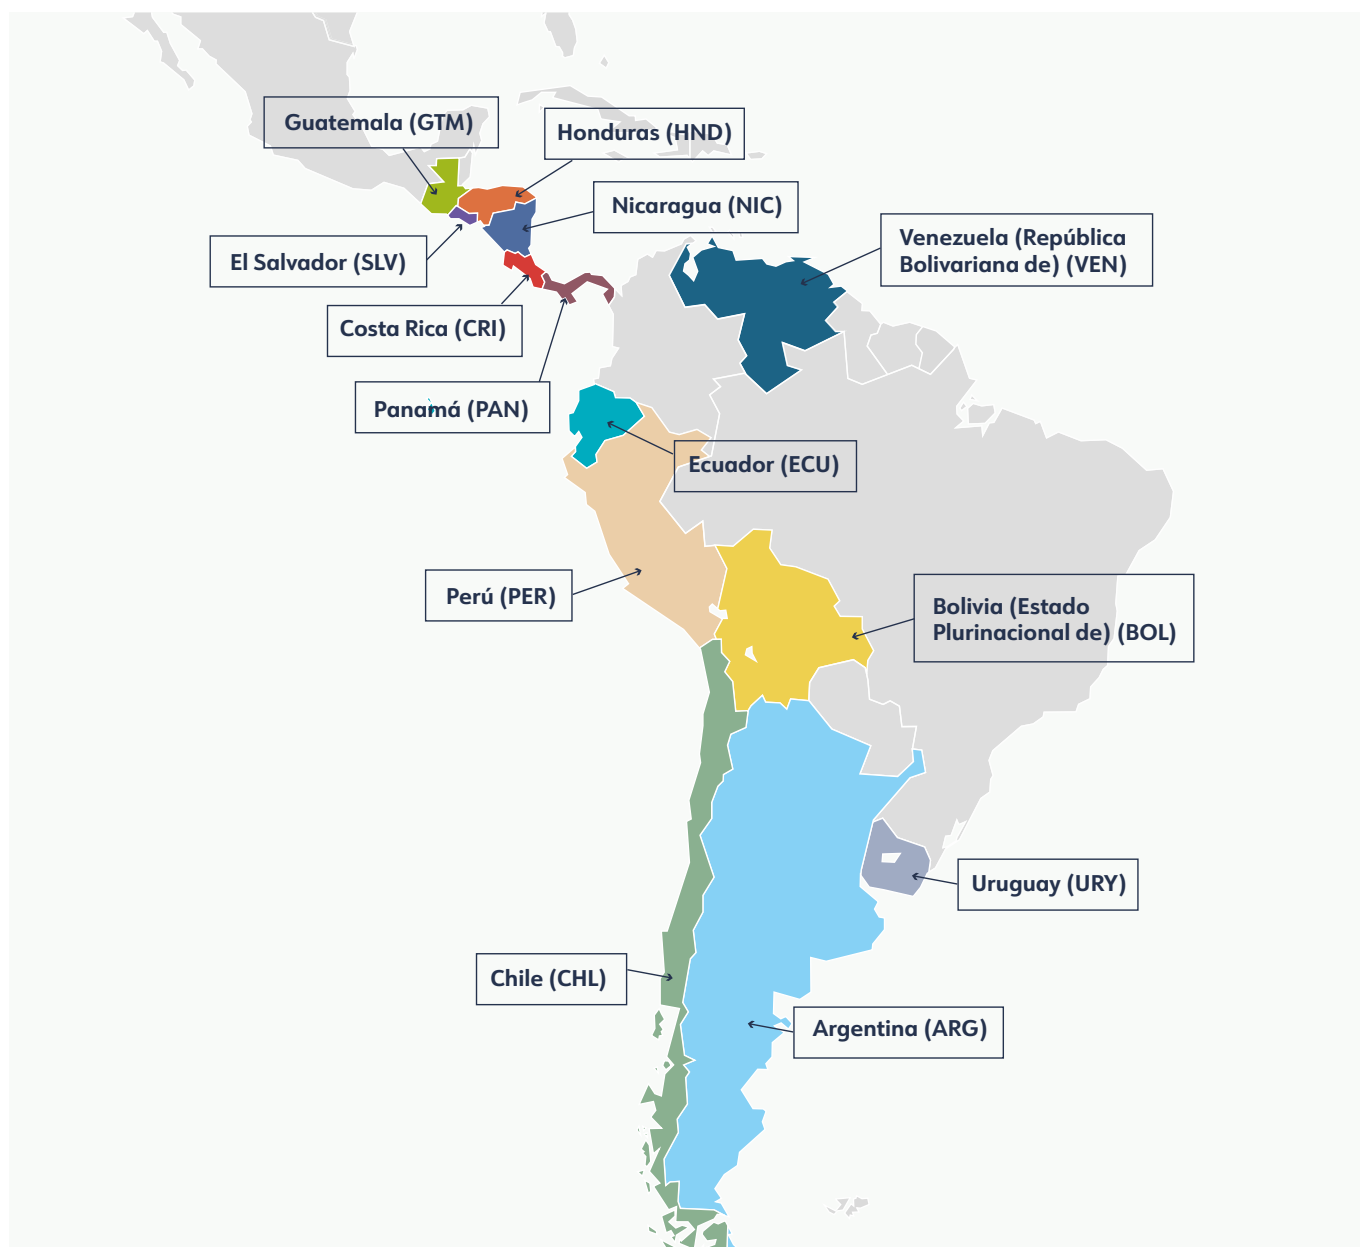 Guatemala (GTM)
Honduras (HND)
Nicaragua (NIC)
Venezuela (República
Bolivariana de) (VEN)
El Salvador (SLV)
Costa Rica (CRI)
Panamá (PAN)
Ecuador (ECU)
Perú (PER)
Bolivia (Estado
Plurinacional de) (BOL)
Uruguay (URY)
Chile (CHL)
Argentina (ARG)